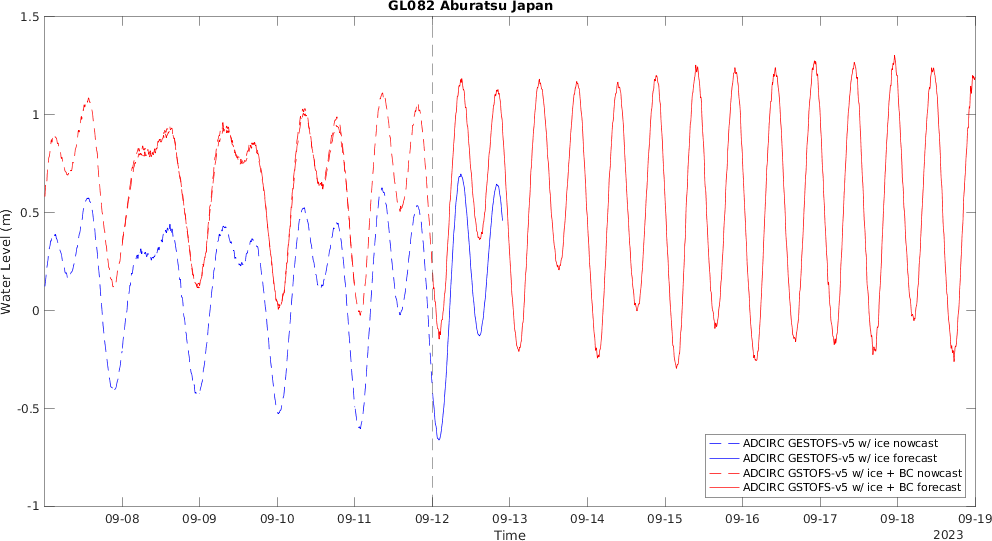 GL082 Aburatsu Japan
1.5
1
0.5
0
-0.5
-1
Water Level (m)
09-08 09-09 09-10 09-11 09-12 09-13 09-14 09-15 09-16 09-17 09-18 09-19
Time
2023
ADCIRC GESTOFS-v5 w/ ice nowcast
ADCIRC GESTOFS-v5 w/ ice forecast
ADCIRC GSTOFS-v5 w/ ice + BC nowcast
ADCIRC GSTOFS-v5 w/ ice + BC forecast